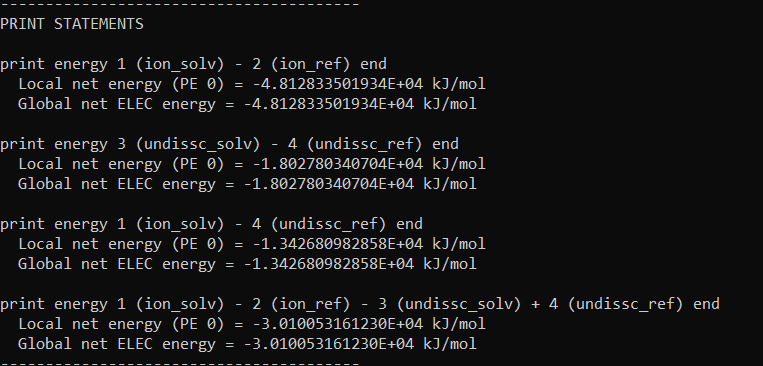 ----------------------------------------
PRINT STATEMENTS
print energy 1 (ion_solv) - 2 (ion_ref) end
Local net energy (PE 0) = -4.812833501934E+04 kJ/mol
Global net ELEC energy = -4.812833501934E+04 kJ/mol
print energy 3 (undissc_solv) - 4 (undissc_ref) end
Local net energy (PE 0) = -1.802780340704E+04 kJ/mol
Global net ELEC energy = -1.802780340704E+04 kJ/mol
print energy 1 (ion_solv) - 4 (undissc_ref) end
Local net energy (PE 0) = -1.342680982858E+04 kJ/mol
Global net ELEC energy = -1.342680982858E+04 kJ/mol
print energy 1 (ion_solv) - 2 (ion_ref) - 3 (undissc_solv) + 4 (undissc_ref) end
Local net energy (PE 0) = -3.010053161230E+04 kJ/mol
Global net ELEC energy = -3.010053161230E+04 kJ/mol
----------------------------------------